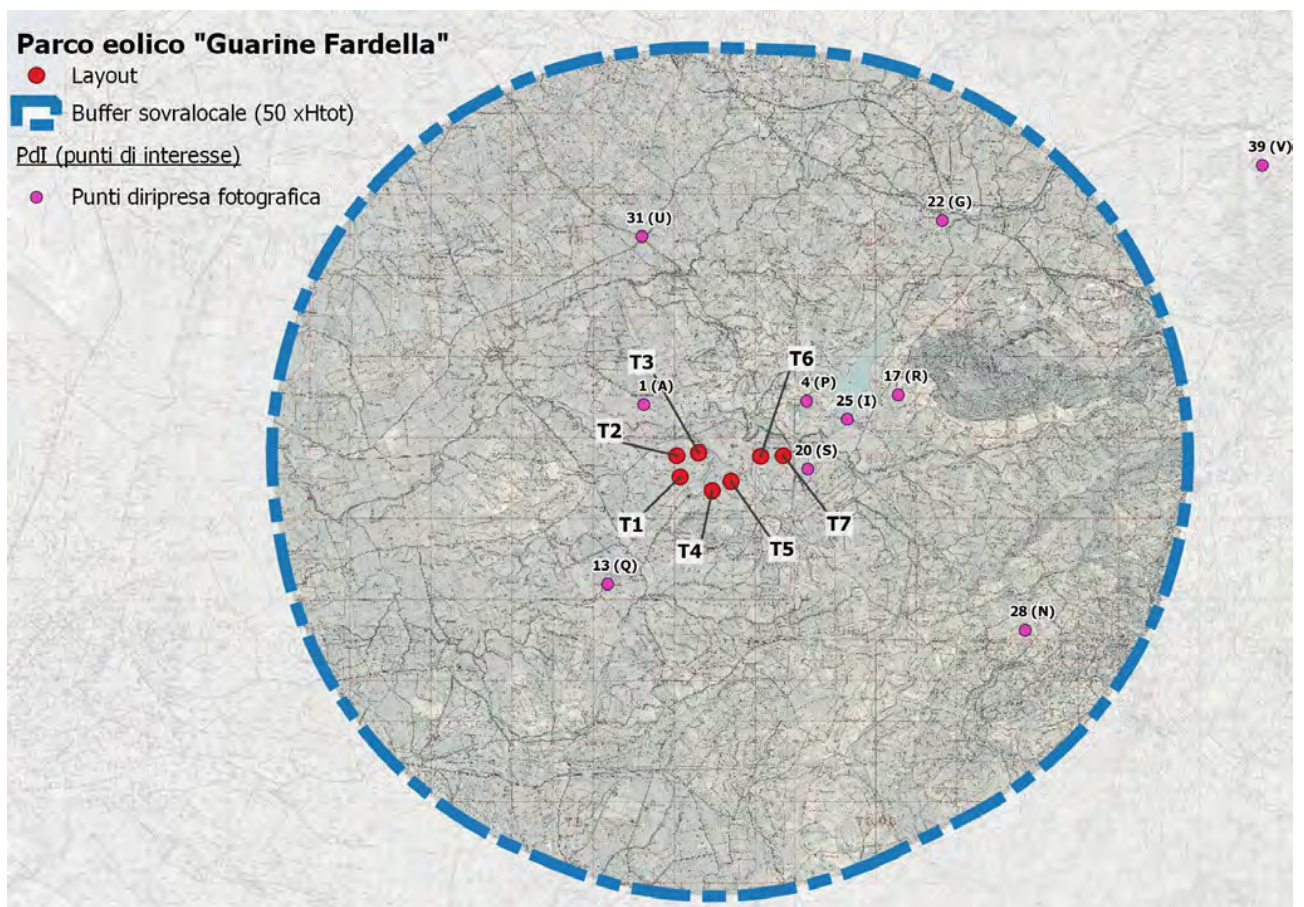 Parco eolico "Guarine Fardella"
Layout
Buffer sovralocale (50 xHtot)
PdI (punti di interesse)
Punti diripresa fotografica
39 (V)
22 (G)
31 (U)
T3
T6
1 (A)
4 (P)
17 (R)
25 (I)
T2
20 (S)
T1
T4
T5
T7
13 (Q)
28 (N)